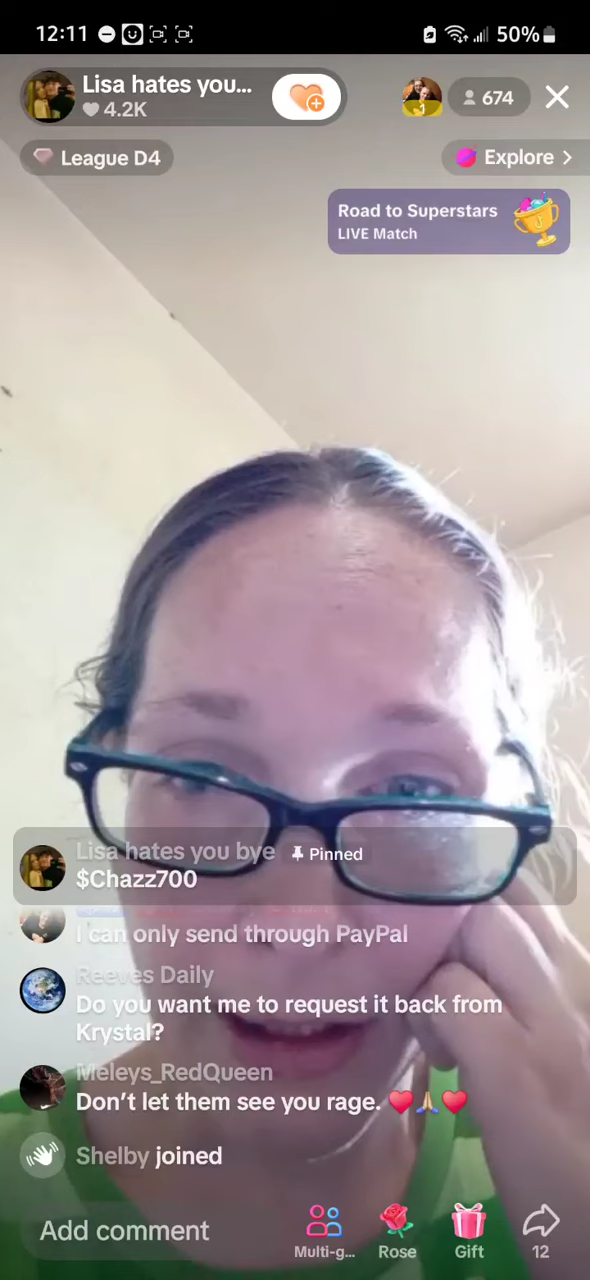 12:11
50%
Lisa hates you...
4.2K
1
674
League D4
Explore >
Road to Superstars
LIVE Match
Lisa hates you bye Pinned
$Chazz700
I can only send through PayPal
Reeves Daily
Do you want me to request it back from
Krystal?
Meleys_RedQueen
Don't let them see you rage. ❤️🙏🏼❤️
Shelby joined
Add comment
Multi-g...
Rose
Gift
12